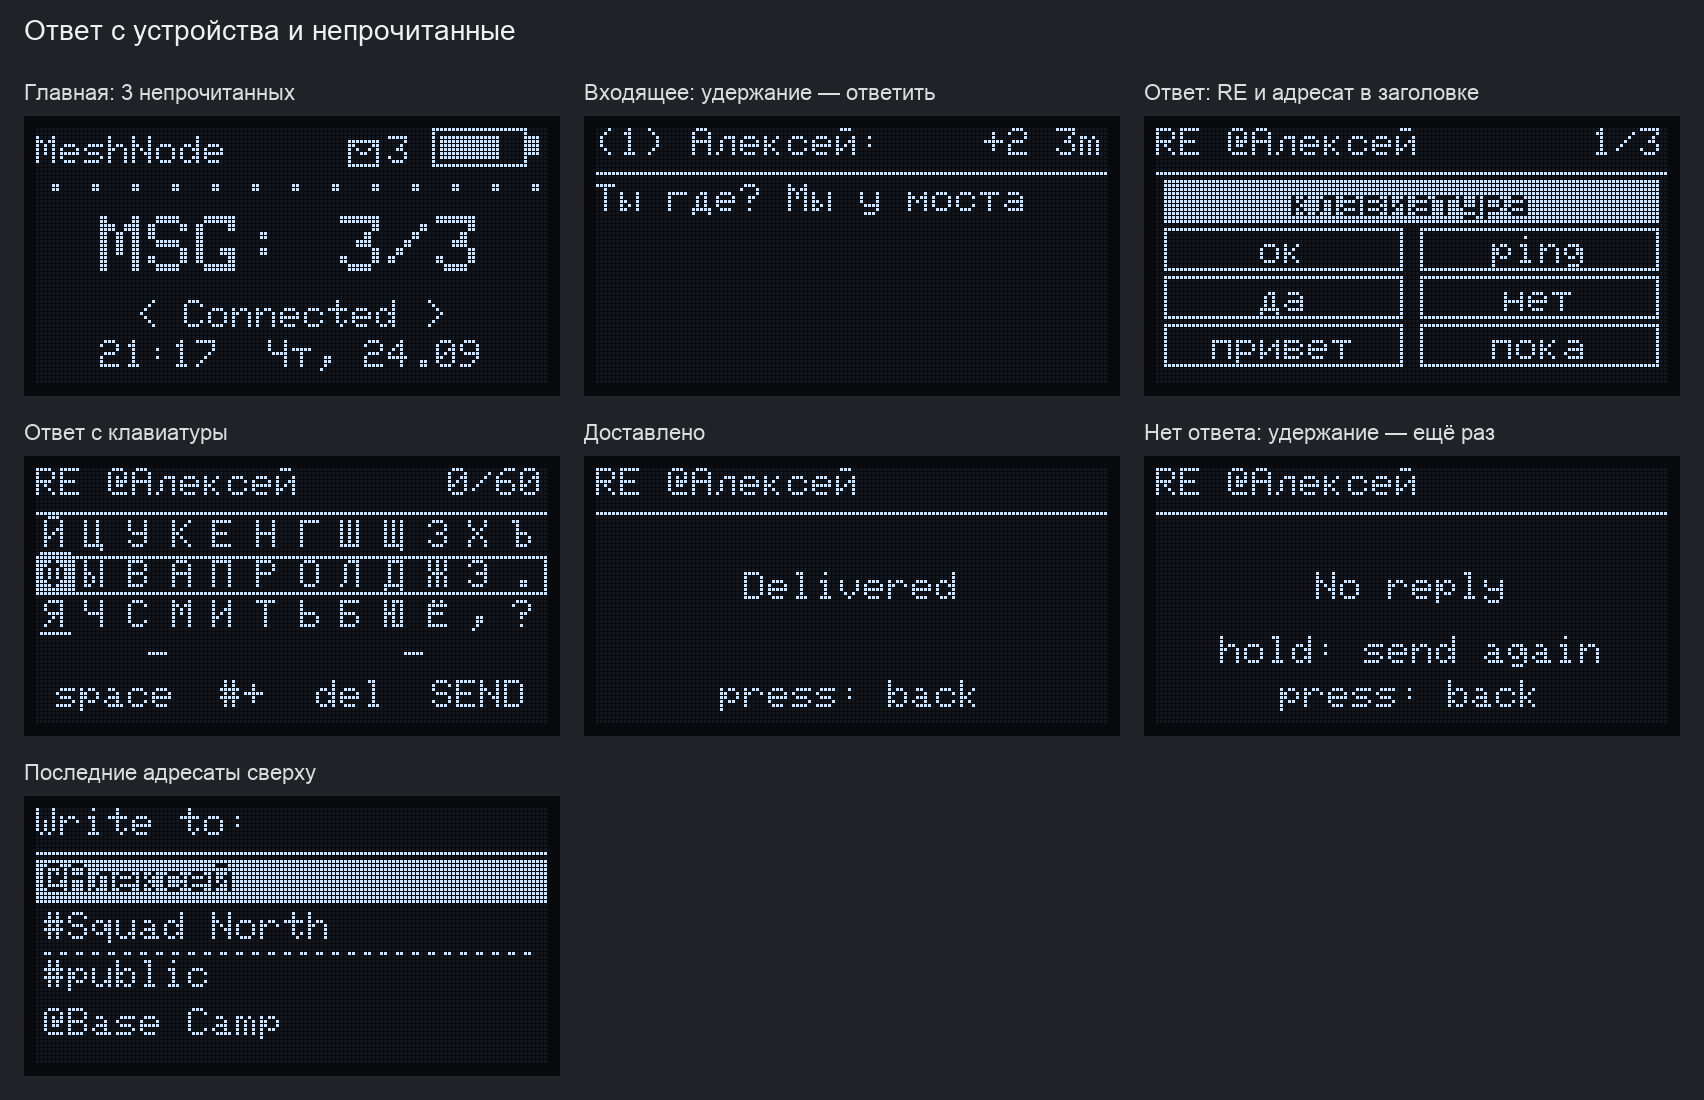 Ответ с устройства и непрочитанные
Главная: 3 непрочитанных
MeshNode 3
MSG: 3/3
< Connected >
21:17 Чт, 24.09
Входящее: удержание — ответить
(1) Алексей: +2 3m
Ты где? Мы у моста
Ответ: RE и адресат в заголовке
RE @Алексей 1/3
клавиатура
ок ping
да нет
привет пока
Ответ с клавиатуры
RE @Алексей 0/60
Й Ц У К Е Н Г Ш Щ З Х Ъ
Ф Ы В А П Р О Л Д Ж Э .
Я Ч С М И Т Ь Б Ю Ё , ?
space #+ del SEND
Доставлено
RE @Алексей
Delivered
press: back
Нет ответа: удержание — ещё раз
RE @Алексей
No reply
hold: send again
press: back
Последние адресаты сверху
Write to:
@Алексей
#Squad North
#public
@Base Camp